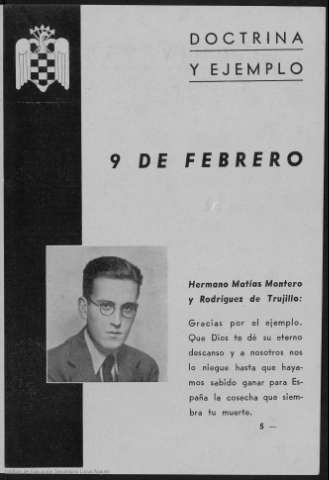 DOCTRINA
Y EJEMPLO
9 DE FEBRERO
Hermano Matías Montero
y Rodríguez de Trujillo:
Gracias por el ejemplo.
Que Dios te dé su eterno
descanso y a nosotros nos
lo niegue hasta que haya-
mos sabido ganar para Es-
paña la cosecha que siem-
bra tu muerte.
5 —